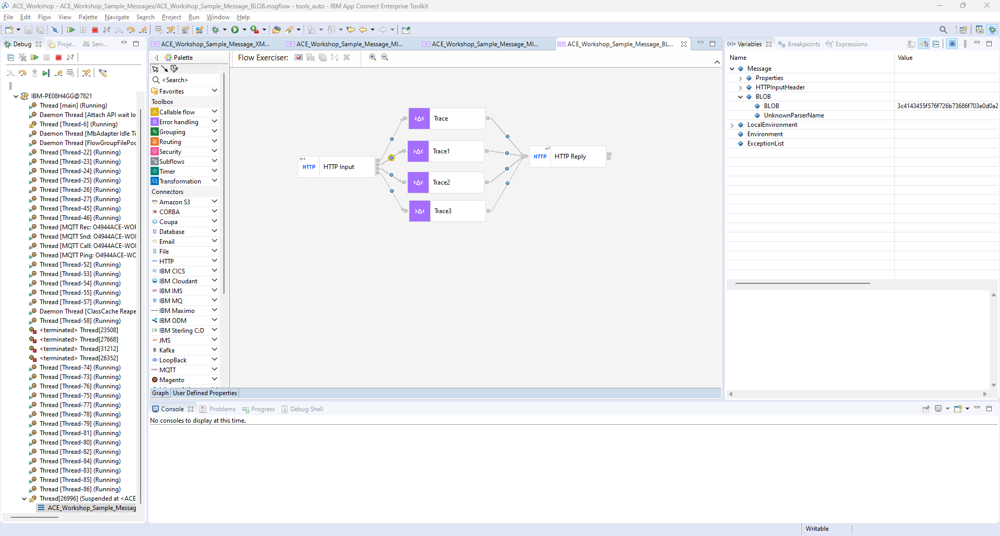 ACE_Workshop - ACE_Workshop_Sample_Messages/ACE_Workshop_Sample_Message_BLOB.msgflow - tools_auto - IBM App Connect Enterprise Toolkit
File Edit Flow View Palette Navigate Search Project Run Window Help
Debug Proje... Serv...
IBM-PE08H4GG@7821
Thread [main] (Running)
Daemon Thread [Attach API wait lo
Thread [Thread-6] (Running)
Daemon Thread [MbAdapter Idle Ti
Daemon Thread [FlowGroupFilePoc
Thread [Thread-22] (Running)
Thread [Thread-23] (Running)
Thread [Thread-24] (Running)
Thread [Thread-25] (Running)
Thread [Thread-26] (Running)
Thread [Thread-27] (Running)
Thread [Thread-45] (Running)
Thread [Thread-46] (Running)
Thread [MQTT Rec: O4944ACE-WOF
Thread [MQTT Snd: O4944ACE-WOI
Thread [MQTT Call: O4944ACE-WOI
Thread [MQTT Ping: O4944ACE-WC
Thread [Thread-52] (Running)
Thread [Thread-53] (Running)
Thread [Thread-54] (Running)
Thread [Thread-55] (Running)
Thread [Thread-57] (Running)
Daemon Thread [ClassCache Reape
Thread [Thread-58] (Running)
<terminated> Thread[23508]
<terminated> Thread[27668]
<terminated> Thread[31212]
<terminated> Thread[26352]
Thread [Thread-74] (Running)
Thread [Thread-73] (Running)
Thread [Thread-76] (Running)
Thread [Thread-75] (Running)
Thread [Thread-77] (Running)
Thread [Thread-78] (Running)
Thread [Thread-79] (Running)
Thread [Thread-81] (Running)
Thread [Thread-80] (Running)
Thread [Thread-82] (Running)
Thread [Thread-84] (Running)
Thread [Thread-83] (Running)
Thread [Thread-85] (Running)
Thread [Thread-86] (Running)
Thread[26996] (Suspended at <ACE
ACE_Workshop_Sample_Messag
ACE_Workshop_Sample_Message_XM... ACE_Workshop_Sample_Message_MI... ACE_Workshop_Sample_Message_MI... ACE_Workshop_Sample_Message_BL...
Palette
<Search>
Favorites
Toolbox
Callable flow
Error handling
Grouping
Routing
Security
Subflows
Timer
Transformation
Connectors
Amazon S3
CORBA
Coupa
Database
Email
File
HTTP
IBM CICS
IBM Cloudant
IBM IMS
IBM MQ
IBM Maximo
IBM ODM
IBM Sterling C:D
JMS
Kafka
LoopBack
MQTT
Magento
Flow Exerciser:
Trace
Trace1
HTTP HTTP Reply
HTTP HTTP Input
Trace2
Trace3
Graph User Defined Properties
Console Problems Progress Debug Shell
No consoles to display at this time.
(x)= Variables Breakpoints Expressions
Name Value
Message
Properties
HTTPInputHeader
BLOB
BLOB 3c4143455f576f726b73686f703e0d0a2
UnknownParserName
LocalEnvironment
Environment
ExceptionList
Writable